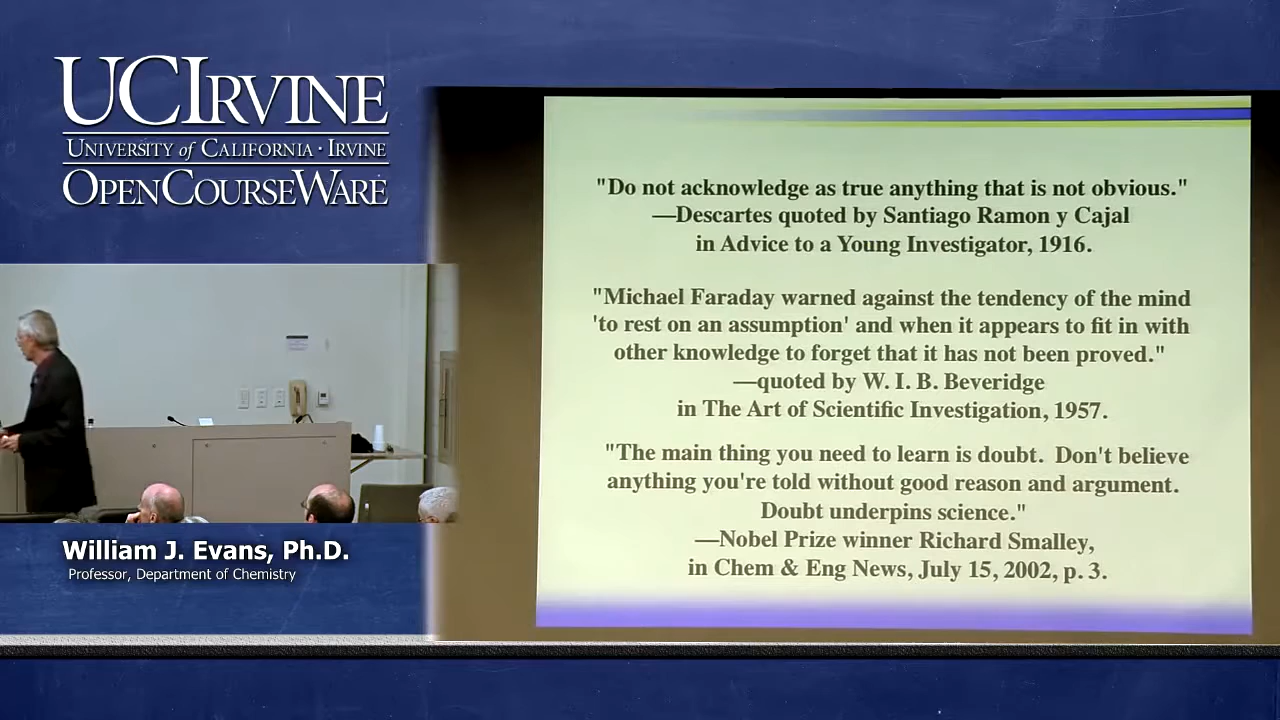 UCIRVINE
UNIVERSITY of CALIFORNIA · IRVINE
OPENCOURSEWARE
"Do not acknowledge as true anything that is not obvious."
—Descartes quoted by Santiago Ramon y Cajal
in Advice to a Young Investigator, 1916.
"Michael Faraday warned against the tendency of the mind
'to rest on an assumption' and when it appears to fit in with
other knowledge to forget that it has not been proved."
—quoted by W. I. B. Beveridge
in The Art of Scientific Investigation, 1957.
"The main thing you need to learn is doubt.  Don't believe
anything you're told without good reason and argument.
Doubt underpins science."
—Nobel Prize winner Richard Smalley,
in Chem & Eng News, July 15, 2002, p. 3.
William J. Evans, Ph.D.
Professor, Department of Chemistry